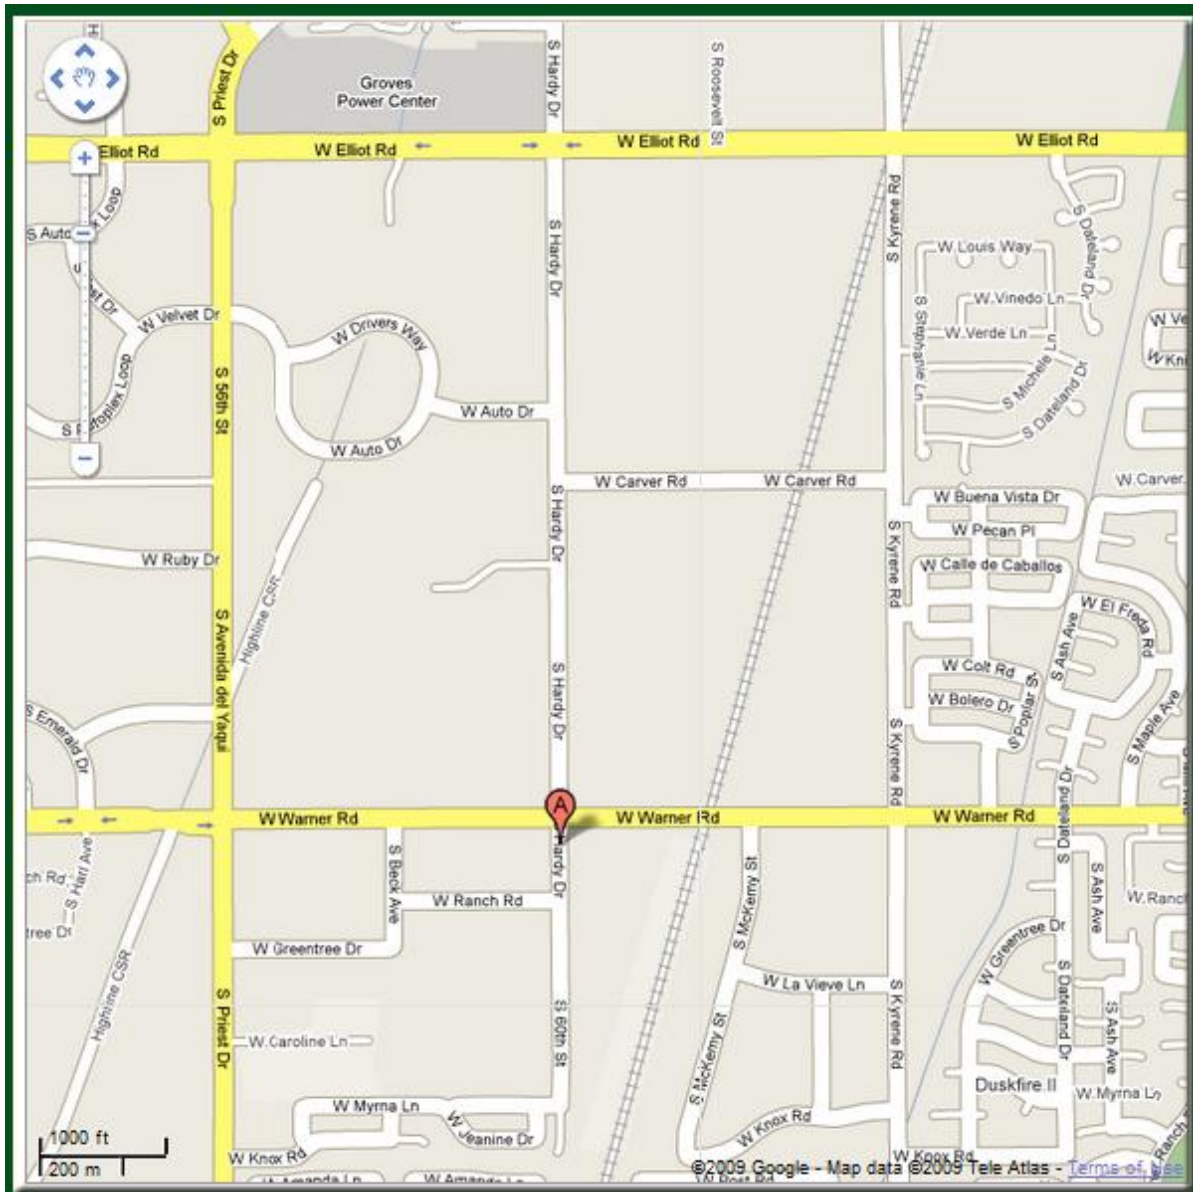 S Priest Dr
S Hardy Dr
S Roosevelt St
Groves
Power Center
Elliot Rd
W Elliot Rd
W Elliot Rd
W Elliot Rd
S Hardy Dr
S Kyrene Rd
S Dateland Dr
W Louis Way
W Vinedo Ln
W Verde Ln
S Stephanie Ln
S Michele Ln
S Dateland Dr
W Velvet Dr
W Drivers Way
S 56th St
W Auto Dr
W Auto Dr
W Carver Rd
W Carver Rd
W Carver
W Buena Vista Dr
W Pecan Pl
W Calle de Caballos
S Hardy Dr
S Kyrene Rd
W Ruby Dr
Highline CSR
S Avenida del Yaqui
S Ash Ave
W El Freda Rd
W Colt Rd
W Bolero Dr
S Poplar St
S Maple Ave
S Hardy Dr
S Kyrene Rd
S Emerald Dr
A
W Warner Rd
W Warner Rd
W Warner Rd
S Dateland Dr
S Hart Ave
S Beck Ave
Hardy Dr
S McKemy St
S Ash Ave
W Ranch Rd
W Ranch
W Greentree Dr
W Greentree Dr
Highline CSR
S Priest Dr
S 60th St
W La Vieve Ln
S Kyrene Rd
S Dateland Dr
S Ash Ave
W Caroline Ln
S McKemy St
Duskfire II
W Myrna Ln
W Myrna Ln
W Jeanine Dr
W Knox Rd
W Knox Rd
W Knox Rd
1000 ft
200 m
©2009 Google - Map data ©2009 Tele Atlas - Terms of Use